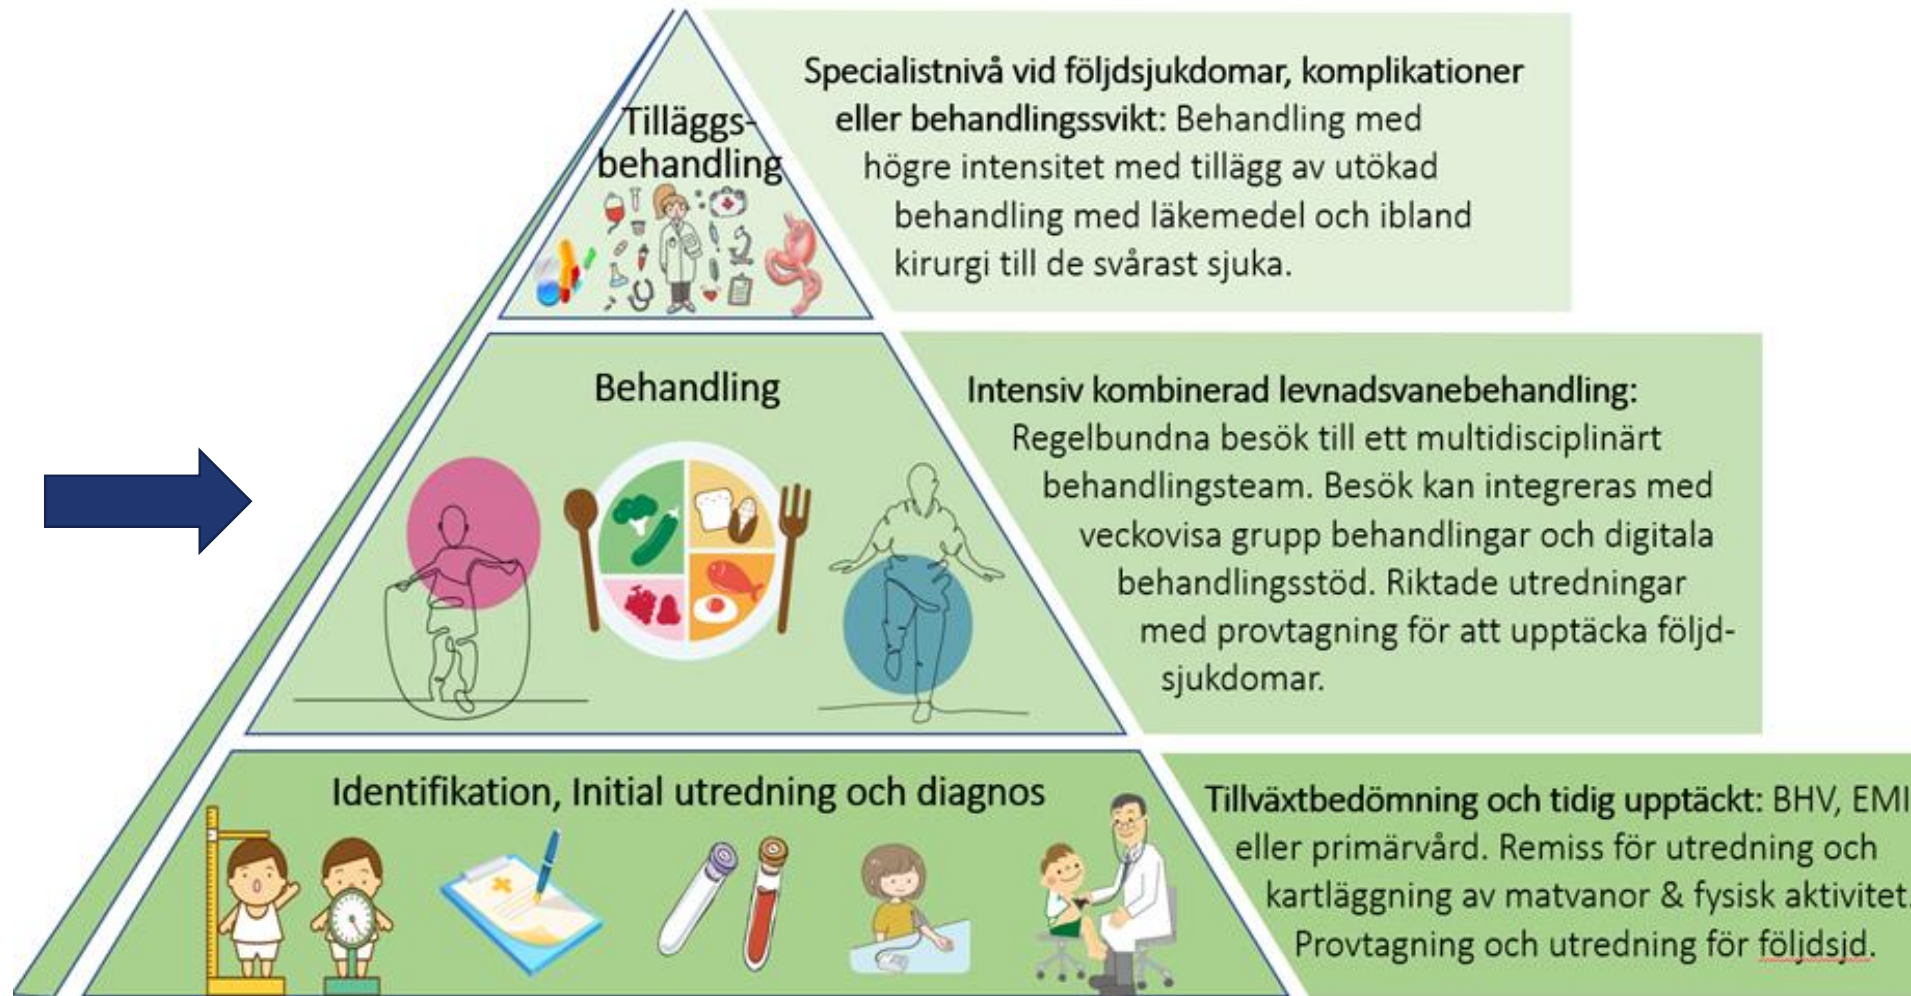 Tilläggs-
behandling
Specialistnivå vid följdsjukdomar, komplikationer
eller behandlingssvikt: Behandling med
högre intensitet med tillägg av utökad
behandling med läkemedel och ibland
kirurgi till de svårast sjuka.
Behandling
Intensiv kombinerad levnadsvanebehandling:
Regelbundna besök till ett multidisciplinärt
behandlingsteam. Besök kan integreras med
veckovisa grupp behandlingar och digitala
behandlingsstöd. Riktade utredningar
med provtagning för att upptäcka följd-
sjukdomar.
Identifikation, Initial utredning och diagnos
Tillväxtbedömning och tidig upptäckt: BHV, EMI
eller primärvård. Remiss för utredning och
kartläggning av matvanor & fysisk aktivitet.
Provtagning och utredning för följdsjd.